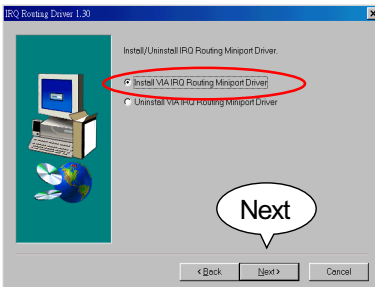 IRQ Routing Driver 1.30
Install/Uninstall IRQ Routing Miniport Driver.
Install VIA IRQ Routing Miniport Driver
Uninstall VIA IRQ Routing Miniport Driver
Next
< Back
Next >
Cancel